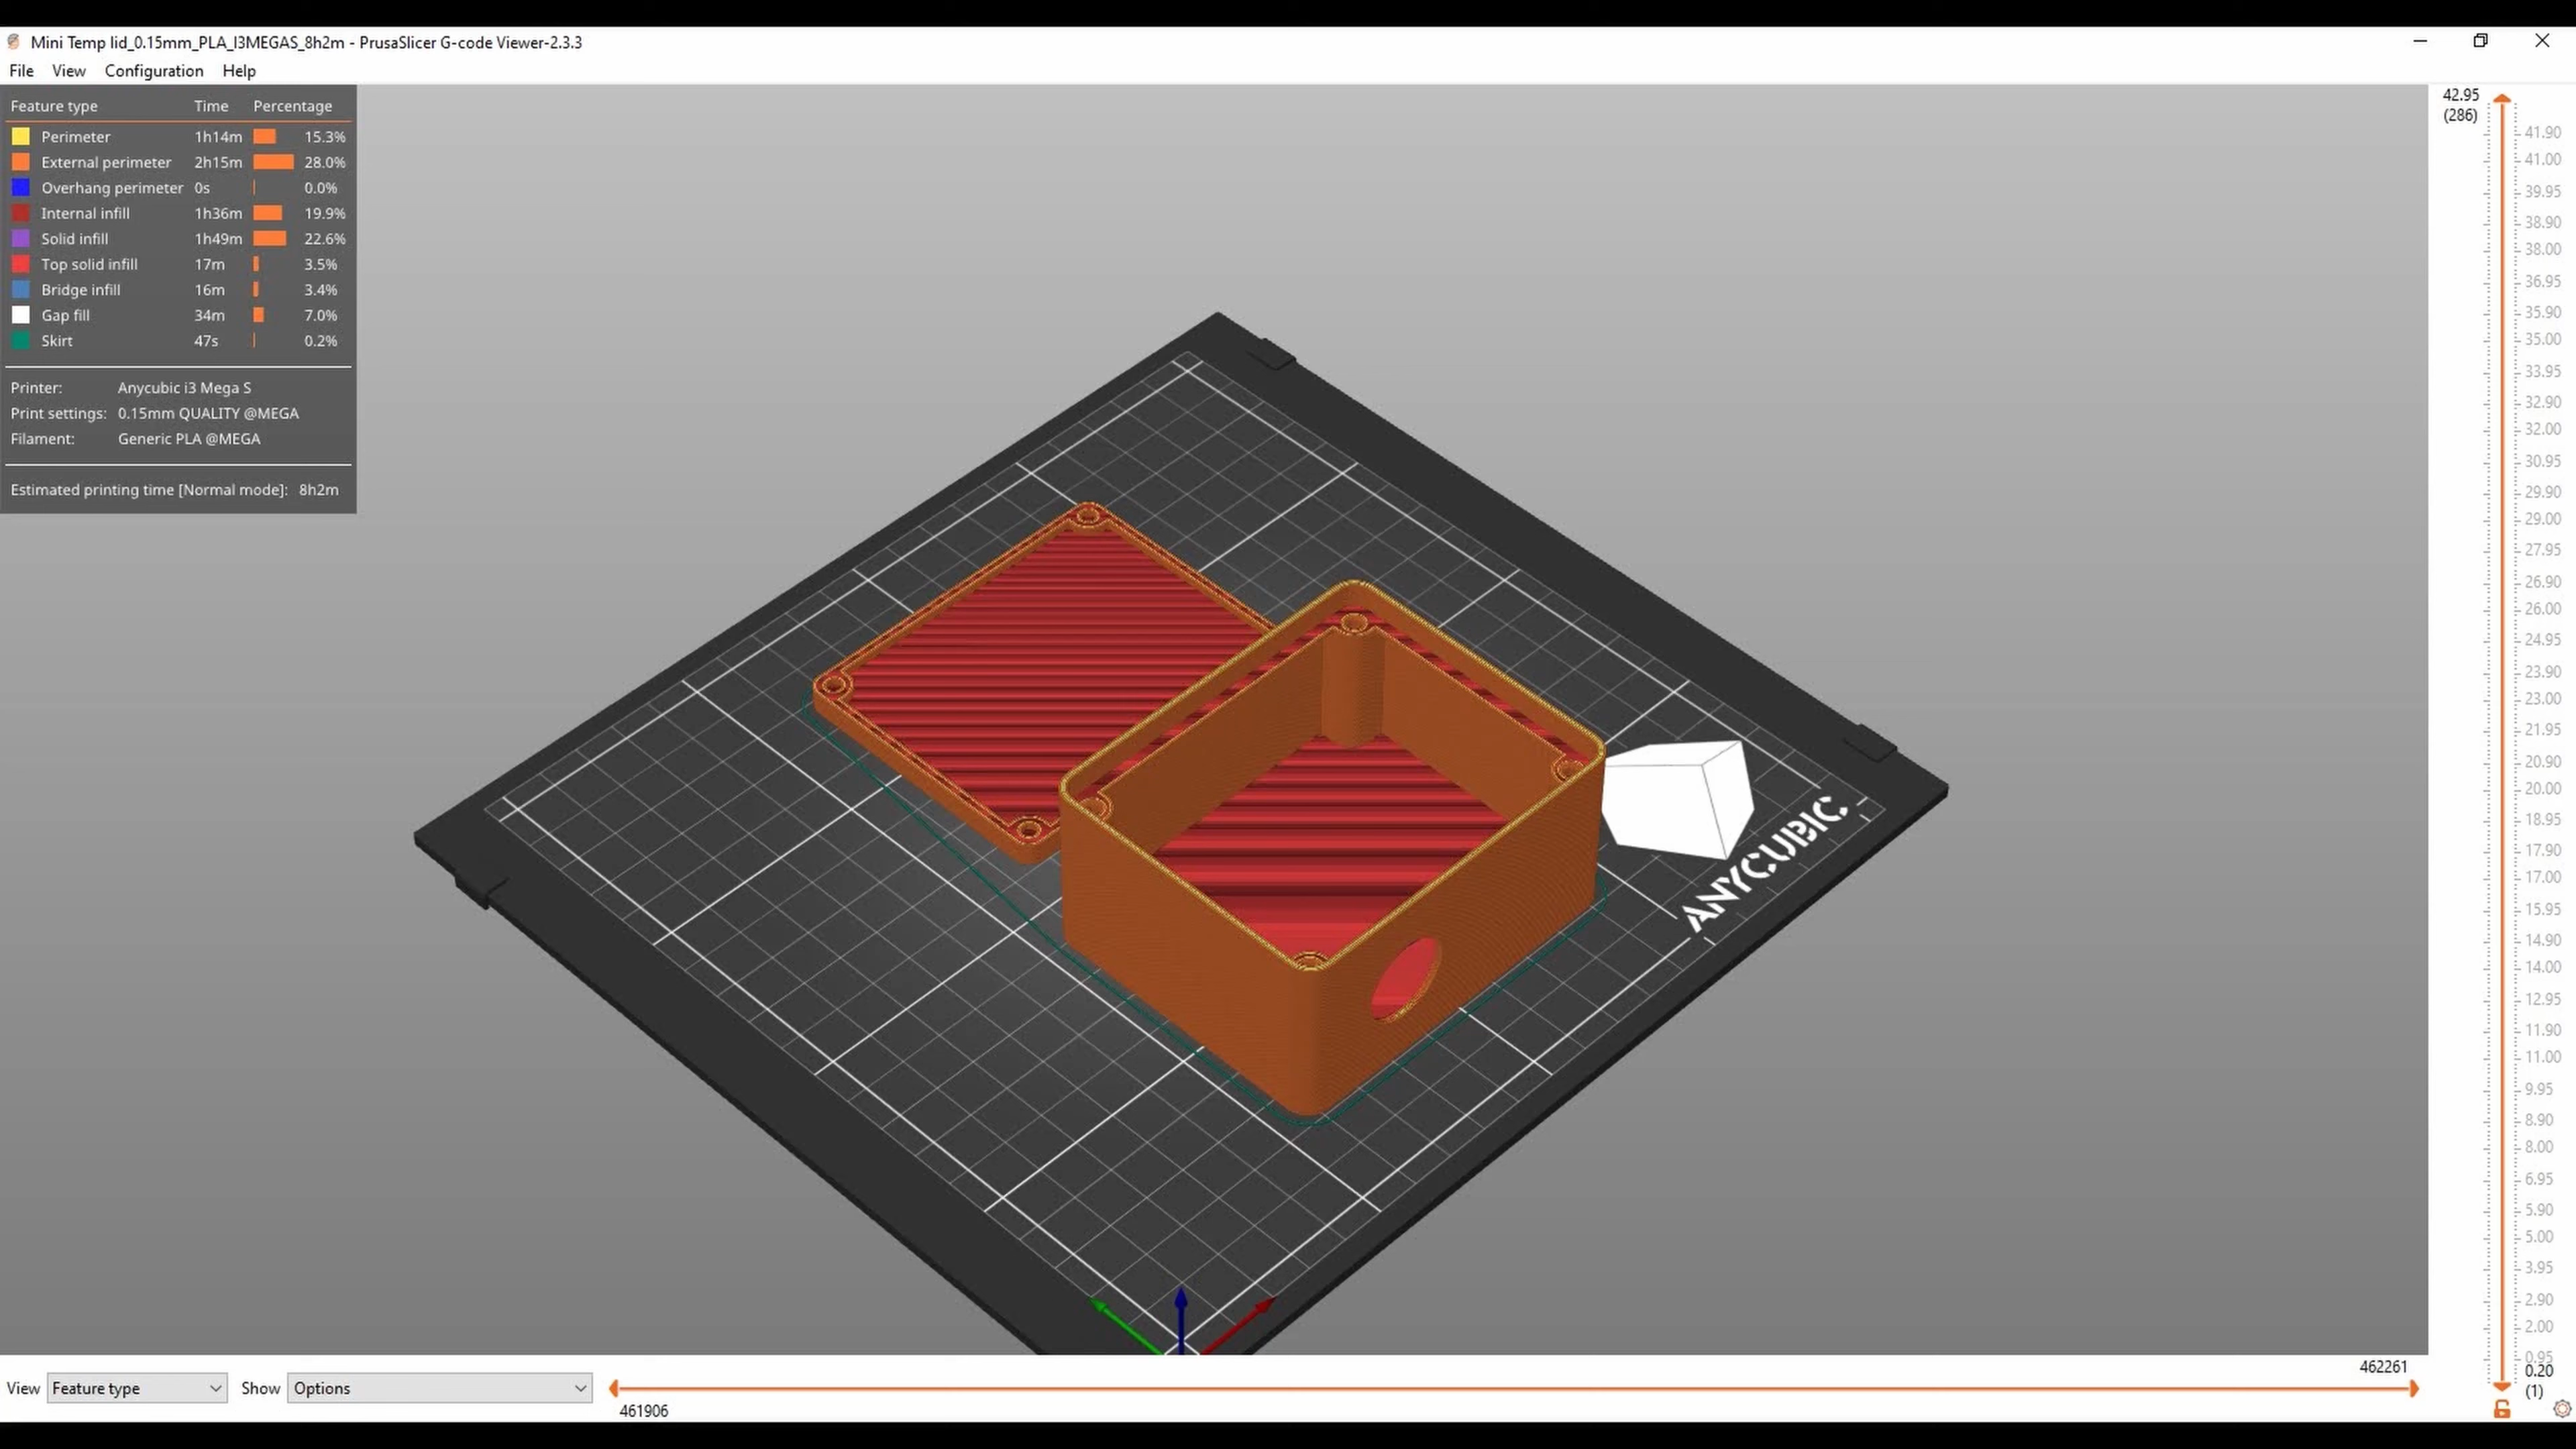 Mini Temp lid_0.15mm_PLA_I3MEGAS_8h2m - PrusaSlicer G-code Viewer-2.3.3
File View Configuration Help
Feature type Time Percentage
Perimeter 1h14m 15.3%
External perimeter 2h15m 28.0%
Overhang perimeter 0s 0.0%
Internal infill 1h36m 19.9%
Solid infill 1h49m 22.6%
Top solid infill 17m 3.5%
Bridge infill 16m 3.4%
Gap fill 34m 7.0%
Skirt 47s 0.2%
Printer: Anycubic i3 Mega S
Print settings: 0.15mm QUALITY @MEGA
Filament: Generic PLA @MEGA
Estimated printing time [Normal mode]: 8h2m
ANYCUBIC
42.95
(286)
41.90
41.00
39.95
38.90
38.00
36.95
35.90
35.00
33.95
32.90
32.00
30.95
29.90
29.00
27.95
26.90
26.00
24.95
23.90
23.00
21.95
20.90
20.00
18.95
17.90
17.00
15.95
14.90
14.00
12.95
11.90
11.00
9.95
8.90
8.00
6.95
5.90
5.00
3.95
2.90
2.00
0.95
0.20
(1)
View Feature type Show Options
462261
461906